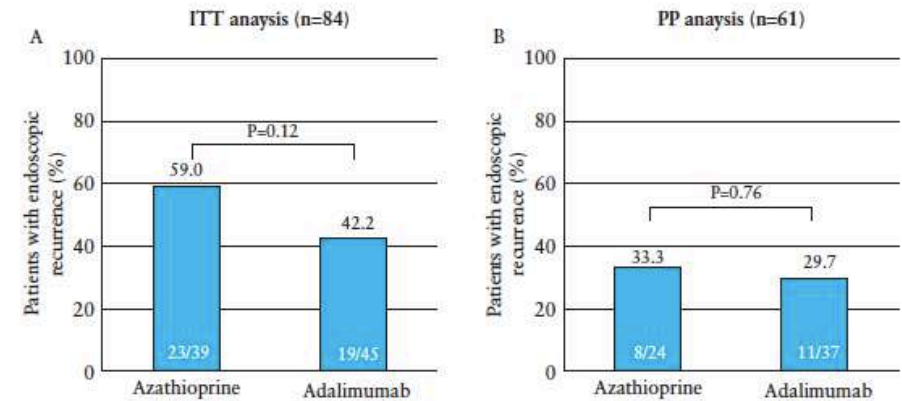 A
ITT anaysis (n=84)
Patients with endoscopic
recurrence (%)
100
80
60
40
20
0
P=0.12
59.0
42.2
23/39
19/45
Azathioprine
Adalimumab
B
PP anaysis (n=61)
Patients with endoscopic
recurrence (%)
100
80
60
40
20
0
P=0.76
33.3
29.7
8/24
11/37
Azathioprine
Adalimumab